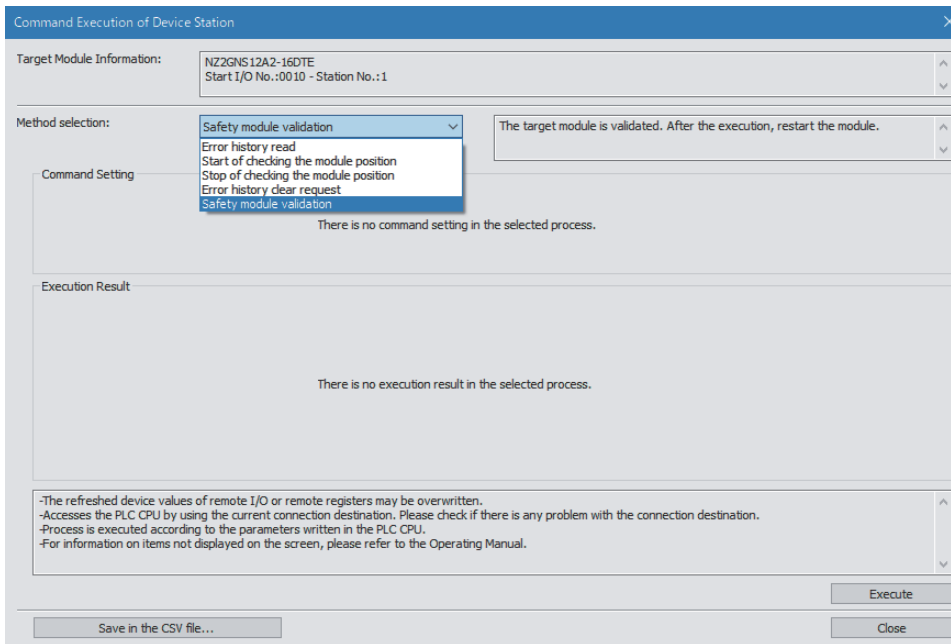 Command Execution of Device Station
Target Module Information:
NZ2GNS12A2-16DTE
Start I/O No.:0010 - Station No.:1
Method selection:
Safety module validation
The target module is validated. After the execution, restart the module.
Error history read
Start of checking the module position
Stop of checking the module position
Error history clear request
Safety module validation
Command Setting
There is no command setting in the selected process.
Execution Result
There is no execution result in the selected process.
-The refreshed device values of remote I/O or remote registers may be overwritten.
-Accesses the PLC CPU by using the current connection destination. Please check if there is any problem with the connection destination.
-Process is executed according to the parameters written in the PLC CPU.
-For information on items not displayed on the screen, please refer to the Operating Manual.
Execute
Save in the CSV file...
Close